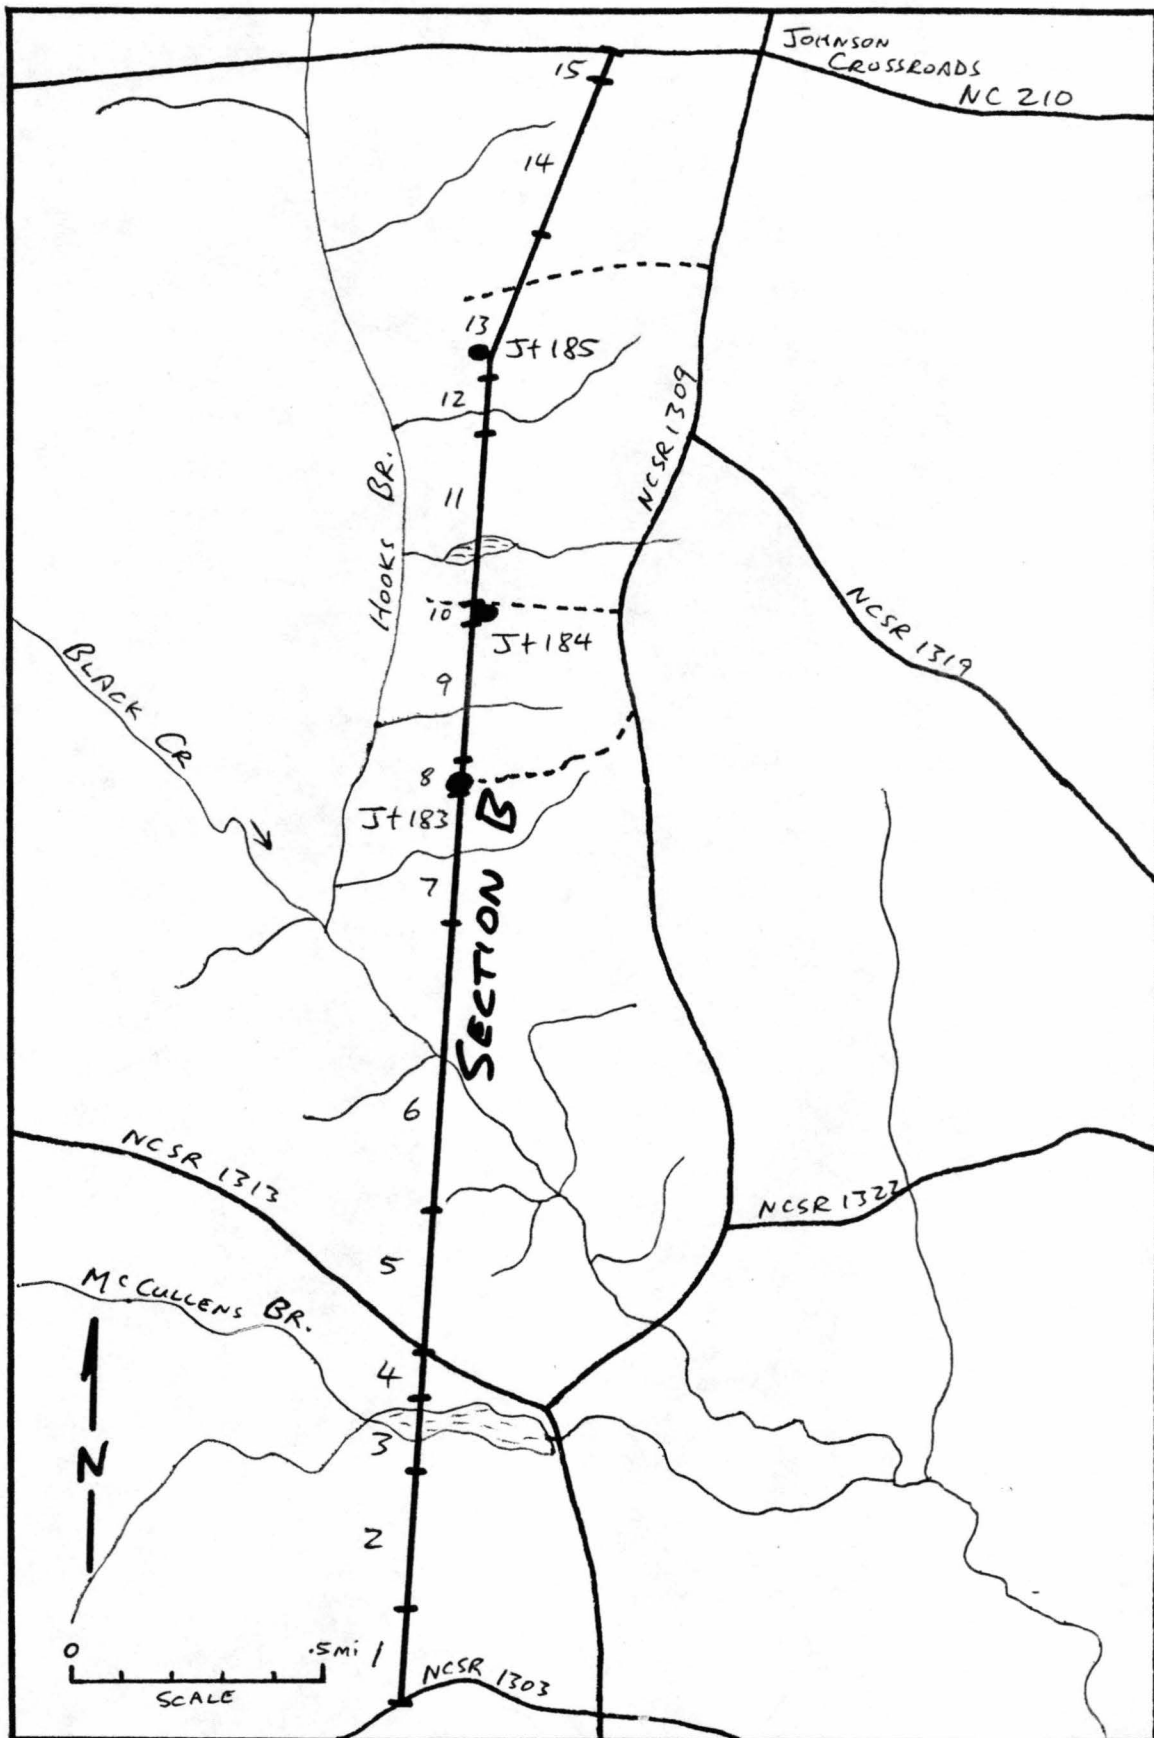 JOHNSON
CROSSROADS
NC 210
15
14
13
Jt 185
12
NCSR 1309
11
HOOKS BR.
10
Jt 184
NCSR 1319
BLACK CR
9
8
Jt 183
SECTION B
7
6
NCSR 1313
NCSR 1322
5
McCULLENS BR.
4
3
N
2
0
.5mi
1
SCALE
NCSR 1303